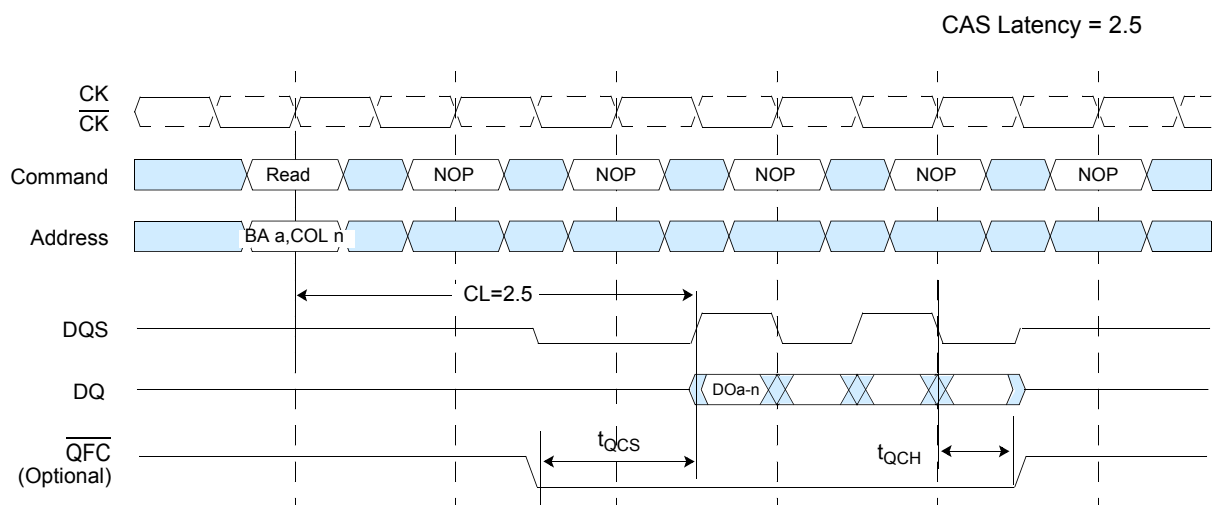 CAS Latency = 2.5
CK
CK
Command
Read
NOP
NOP
NOP
NOP
NOP
Address
BA a,COL n
CL=2.5
DQS
DQ
DOa-n
QFC
(Optional)
tQCS
tQCH